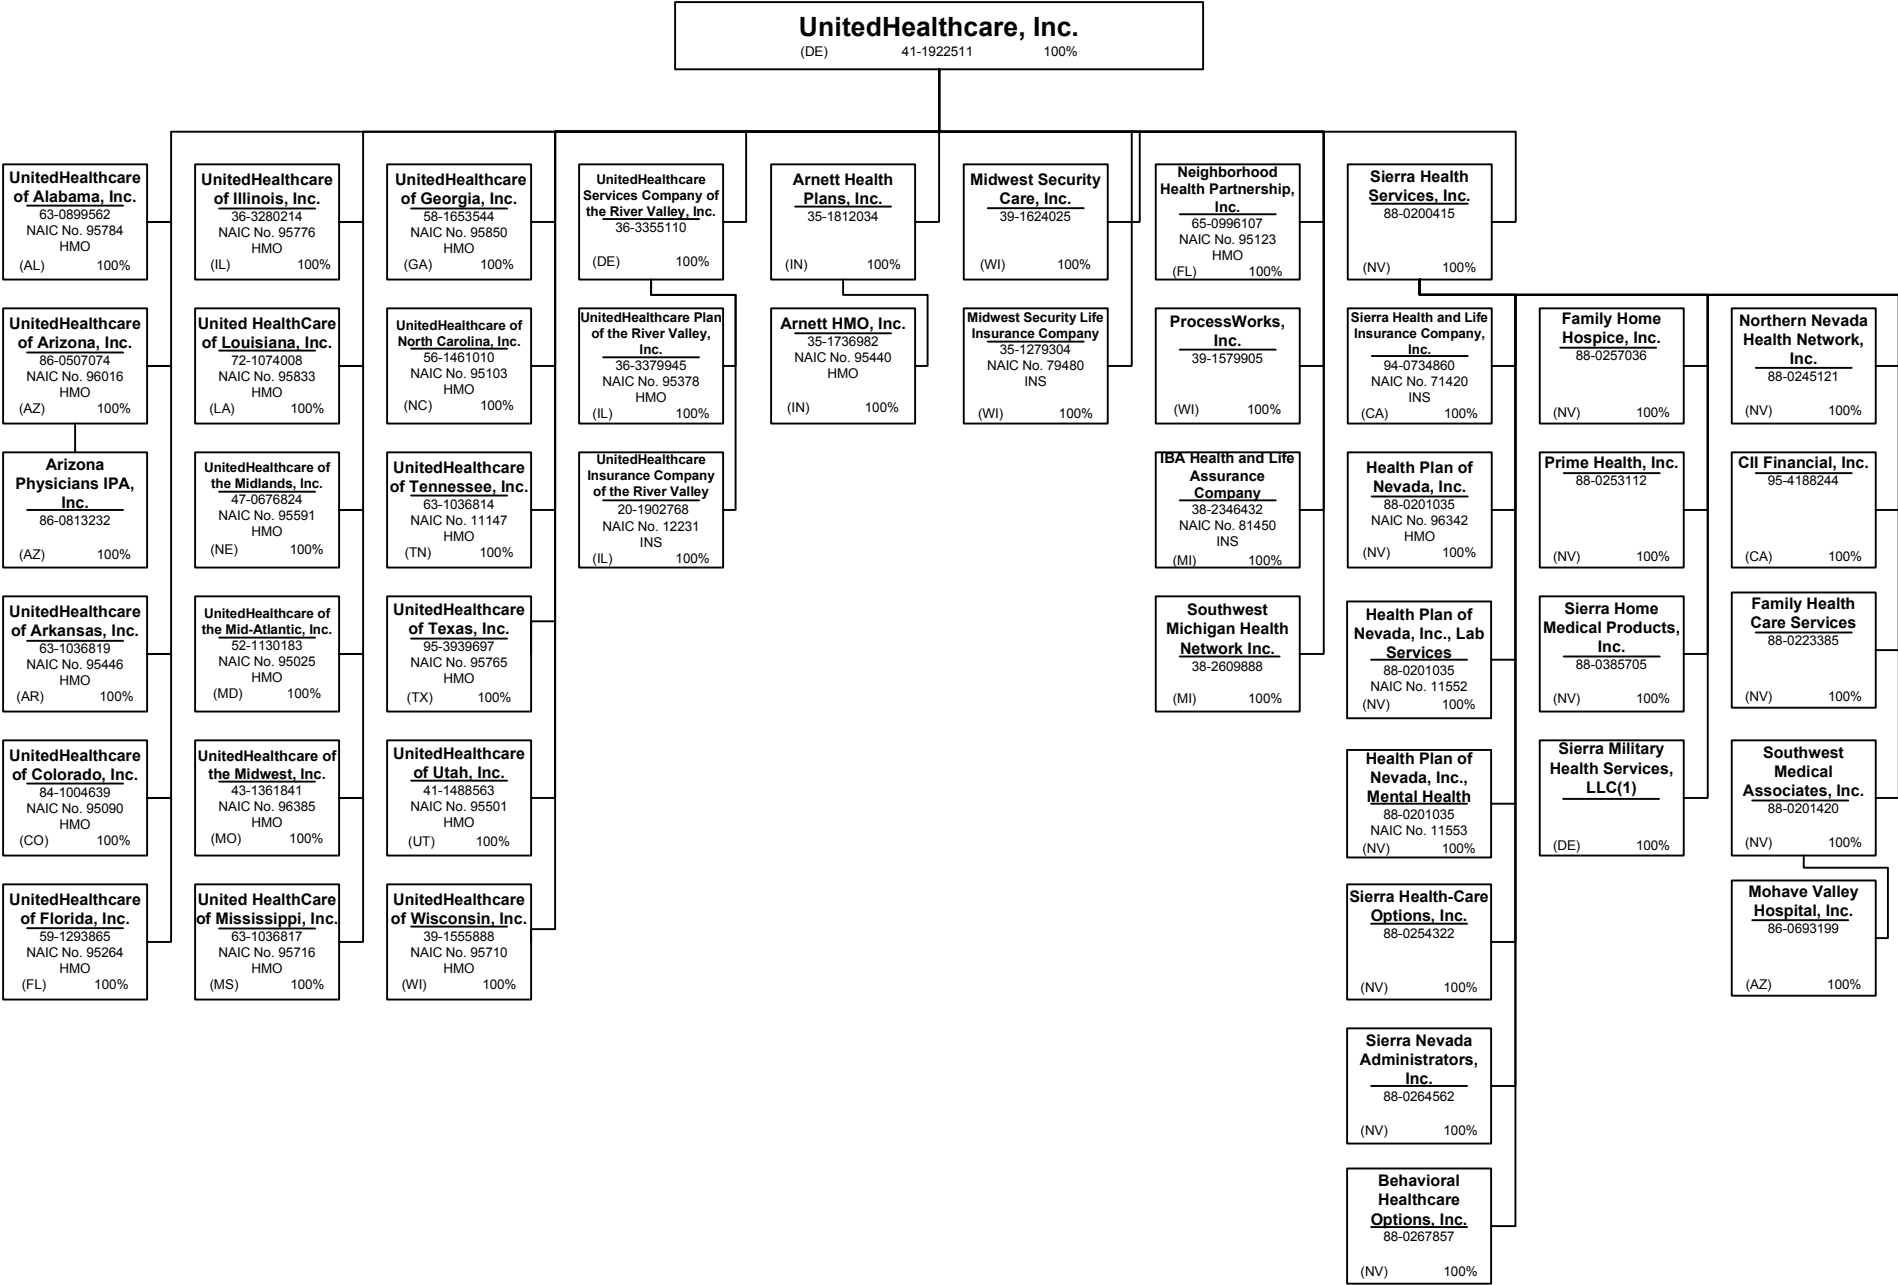 UnitedHealthcare, Inc.
(DE) 41-1922511 100%
UnitedHealthcare
of Alabama, Inc.
63-0899562
NAIC No. 95784
HMO
(AL) 100%
UnitedHealthcare
of Arizona, Inc.
86-0507074
NAIC No. 96016
HMO
(AZ) 100%
Arizona
Physicians IPA,
Inc.
86-0813232
(AZ) 100%
UnitedHealthcare
of Arkansas, Inc.
63-1036819
NAIC No. 95446
HMO
(AR) 100%
UnitedHealthcare
of Colorado, Inc.
84-1004639
NAIC No. 95090
HMO
(CO) 100%
UnitedHealthcare
of Florida, Inc.
59-1293865
NAIC No. 95264
HMO
(FL) 100%
UnitedHealthcare
of Illinois, Inc.
36-3280214
NAIC No. 95776
HMO
(IL) 100%
United HealthCare
of Louisiana, Inc.
72-1074008
NAIC No. 95833
HMO
(LA) 100%
UnitedHealthcare of
the Midlands, Inc.
47-0676824
NAIC No. 95591
HMO
(NE) 100%
UnitedHealthcare of
the Mid-Atlantic, Inc.
52-1130183
NAIC No. 95025
HMO
(MD) 100%
UnitedHealthcare of
the Midwest, Inc.
43-1361841
NAIC No. 96385
HMO
(MO) 100%
United HealthCare
of Mississippi, Inc.
63-1036817
NAIC No. 95716
HMO
(MS) 100%
UnitedHealthcare
of Georgia, Inc.
58-1653544
NAIC No. 95850
HMO
(GA) 100%
UnitedHealthcare of
North Carolina, Inc.
56-1461010
NAIC No. 95103
HMO
(NC) 100%
UnitedHealthcare
of Tennessee, Inc.
63-1036814
NAIC No. 11147
HMO
(TN) 100%
UnitedHealthcare
of Texas, Inc.
95-3939697
NAIC No. 95765
HMO
(TX) 100%
UnitedHealthcare
of Utah, Inc.
41-1488563
NAIC No. 95501
HMO
(UT) 100%
UnitedHealthcare
of Wisconsin, Inc.
39-1555888
NAIC No. 95710
HMO
(WI) 100%
UnitedHealthcare
Services Company of
the River Valley, Inc.
36-3355110
(DE) 100%
UnitedHealthcare Plan
of the River Valley,
Inc.
36-3379945
NAIC No. 95378
HMO
(IL) 100%
UnitedHealthcare
Insurance Company
of the River Valley
20-1902768
NAIC No. 12231
INS
(IL) 100%
Arnett Health
Plans, Inc.
35-1812034
(IN) 100%
Arnett HMO, Inc.
35-1736982
NAIC No. 95440
HMO
(IN) 100%
Midwest Security
Care, Inc.
39-1624025
(WI) 100%
Midwest Security Life
Insurance Company
35-1279304
NAIC No. 79480
INS
(WI) 100%
Neighborhood
Health Partnership,
Inc.
65-0996107
NAIC No. 95123
HMO
(FL) 100%
ProcessWorks,
Inc.
39-1579905
(WI) 100%
IBA Health and Life
Assurance
Company
38-2346432
NAIC No. 81450
INS
(MI) 100%
Southwest
Michigan Health
Network Inc.
38-2609888
(MI) 100%
Sierra Health
Services, Inc.
88-0200415
(NV) 100%
Sierra Health and Life
Insurance Company,
Inc.
94-0734860
NAIC No. 71420
INS
(CA) 100%
Health Plan of
Nevada, Inc.
88-0201035
NAIC No. 96342
HMO
(NV) 100%
Health Plan of
Nevada, Inc., Lab
Services
88-0201035
NAIC No. 11552
(NV) 100%
Health Plan of
Nevada, Inc.,
Mental Health
88-0201035
NAIC No. 11553
(NV) 100%
Sierra Health-Care
Options, Inc.
88-0254322
(NV) 100%
Sierra Nevada
Administrators,
Inc.
88-0264562
(NV) 100%
Behavioral
Healthcare
Options, Inc.
88-0267857
(NV) 100%
Family Home
Hospice, Inc.
88-0257036
(NV) 100%
Prime Health, Inc.
88-0253112
(NV) 100%
Sierra Home
Medical Products,
Inc.
88-0385705
(NV) 100%
Sierra Military
Health Services,
LLC(1)
(DE) 100%
Northern Nevada
Health Network,
Inc.
88-0245121
(NV) 100%
CII Financial, Inc.
95-4188244
(CA) 100%
Family Health
Care Services
88-0223385
(NV) 100%
Southwest
Medical
Associates, Inc.
88-0201420
(NV) 100%
Mohave Valley
Hospital, Inc.
86-0693199
(AZ) 100%